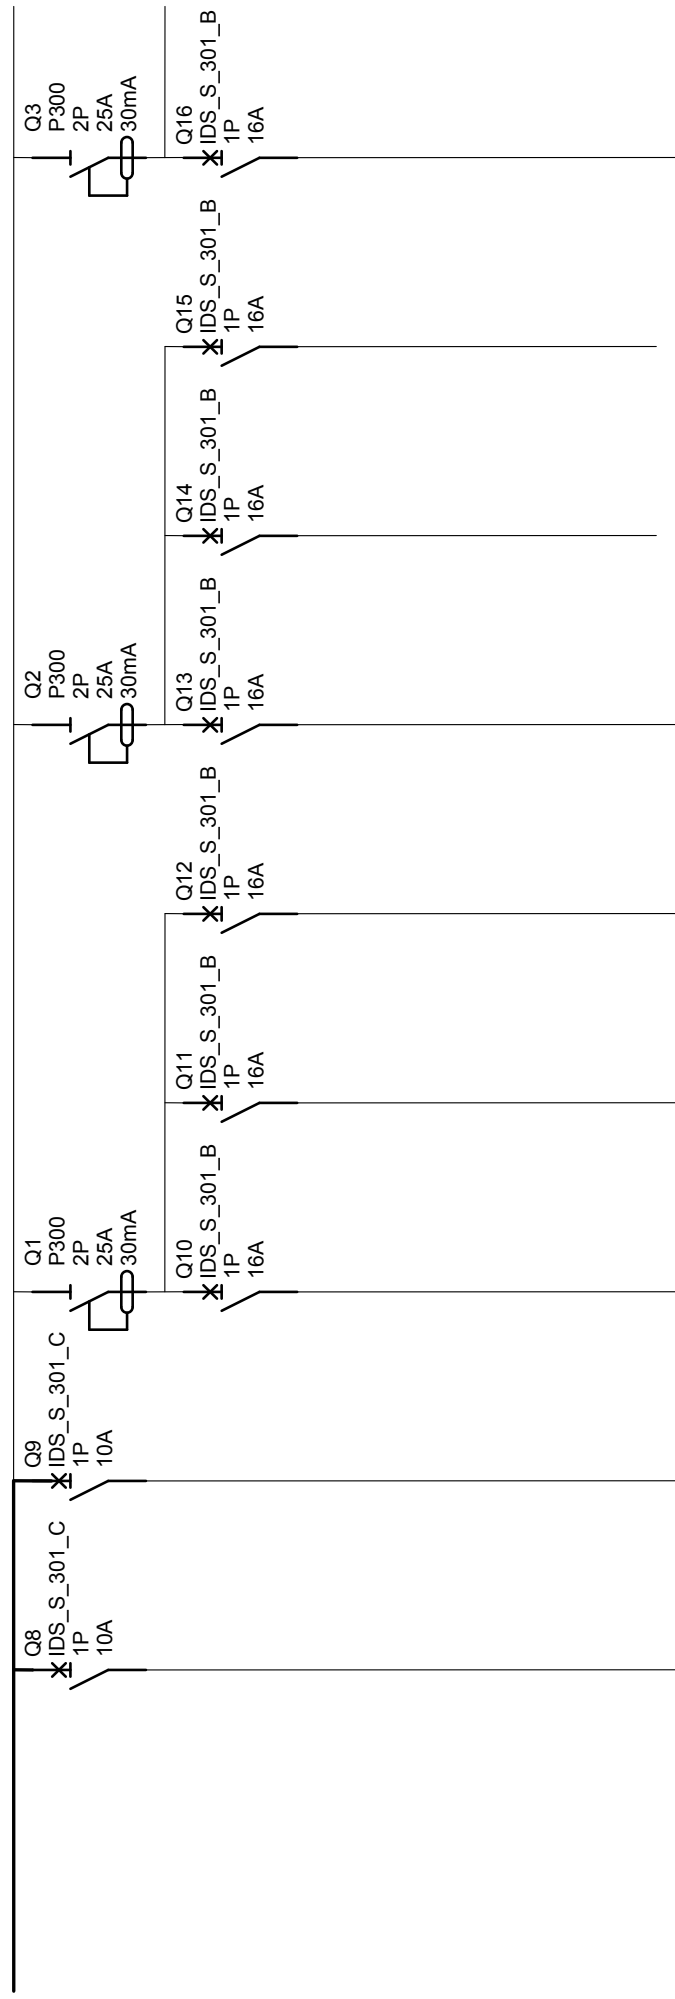 Q8
IDS_S_301_C
1P
10A
Q9
IDS_S_301_C
1P
10A
Q1
P300
2P
25A
30mA
Q10
IDS_S_301_B
1P
16A
Q11
IDS_S_301_B
1P
16A
Q12
IDS_S_301_B
1P
16A
Q2
P300
2P
25A
30mA
Q13
IDS_S_301_B
1P
16A
Q14
IDS_S_301_B
1P
16A
Q15
IDS_S_301_B
1P
16A
Q3
P300
2P
25A
30mA
Q16
IDS_S_301_B
1P
16A